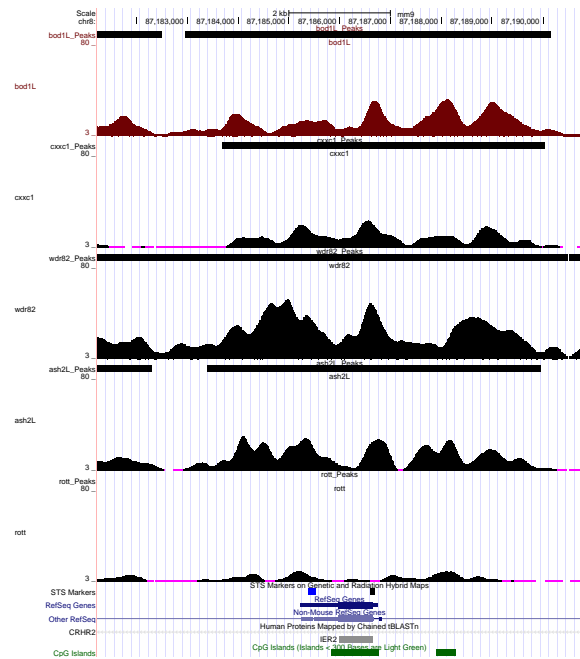 Scale 2 kb mm9
chr8: 87,183,000 87,184,000 87,185,000 87,186,000 87,187,000 87,188,000 87,189,000 87,190,000
bod1L_Peaks
bod1L_Peaks
80 _ bod1L
bod1L
3 _
cxxc1_Peaks
cxxc1_Peaks
80 _ cxxc1
cxxc1
3 _
wdr82_Peaks
wdr82_Peaks
80 _ wdr82
wdr82
3 _
ash2L_Peaks
ash2L_Peaks
80 _ ash2L
ash2L
3 _
rott_Peaks
rott_Peaks
80 _ rott
rott
3 _
STS Markers on Genetic and Radiation Hybrid Maps
STS Markers
RefSeq Genes
RefSeq Genes
Non-Mouse RefSeq Genes
Other RefSeq
Human Proteins Mapped by Chained tBLASTn
CRHR2
IER2
CpG Islands (Islands < 300 Bases are Light Green)
CpG Islands